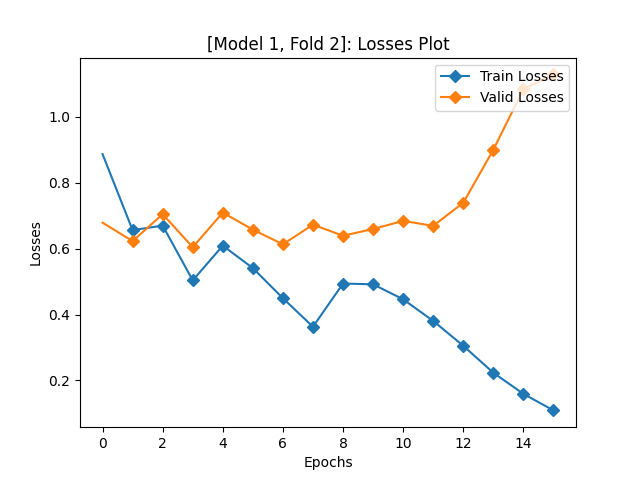 [Model 1, Fold 2]: Losses Plot
Train Losses
Valid Losses
1.0
0.8
0.6
0.4
0.2
Losses
0 2 4 6 8 10 12 14
Epochs